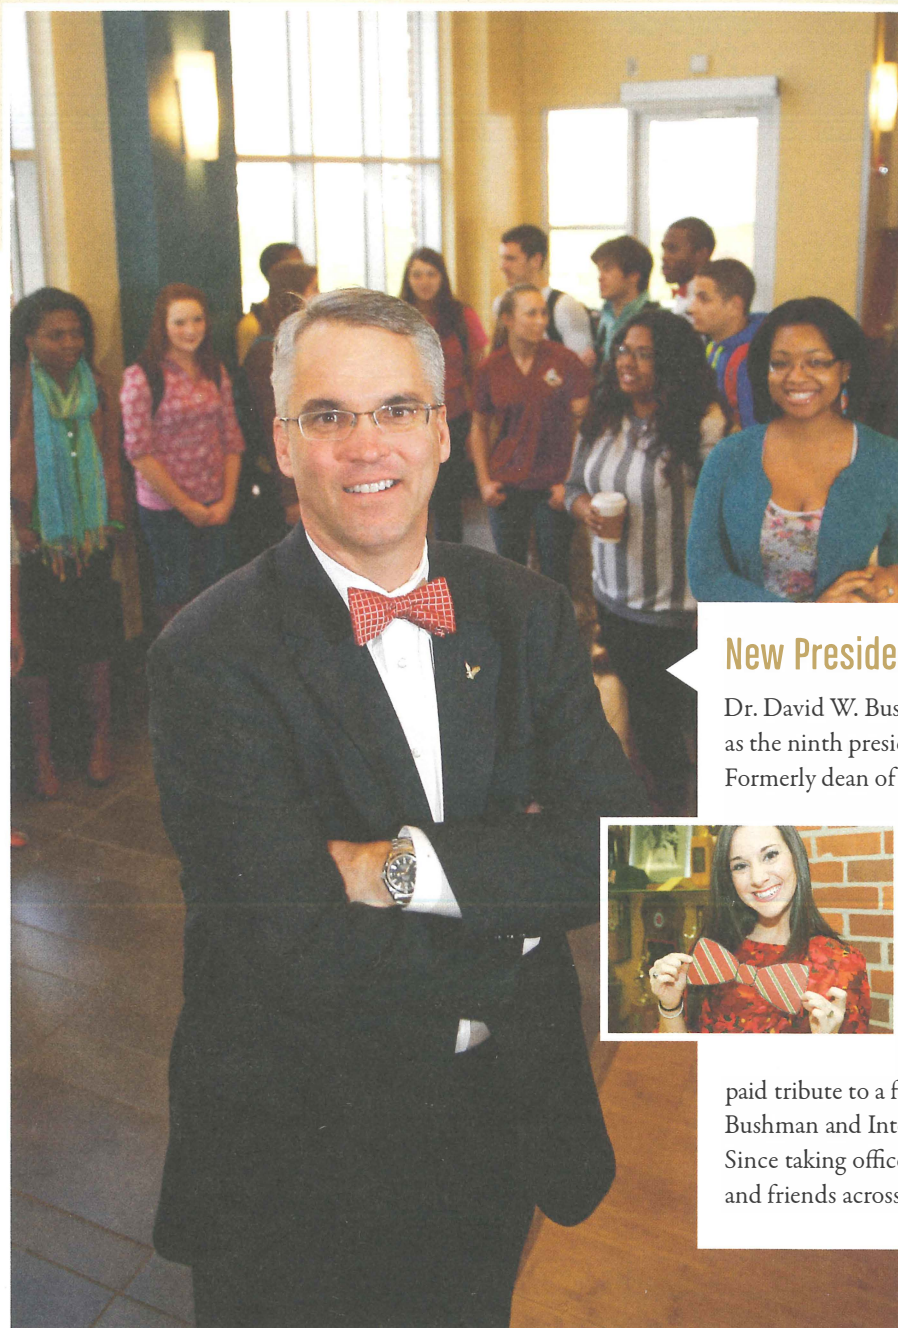 New Preside
Dr. David W. Bus
as the ninth presi
Formerly dean of
paid tribute to a f
Bushman and Int
Since taking offic
and friends across